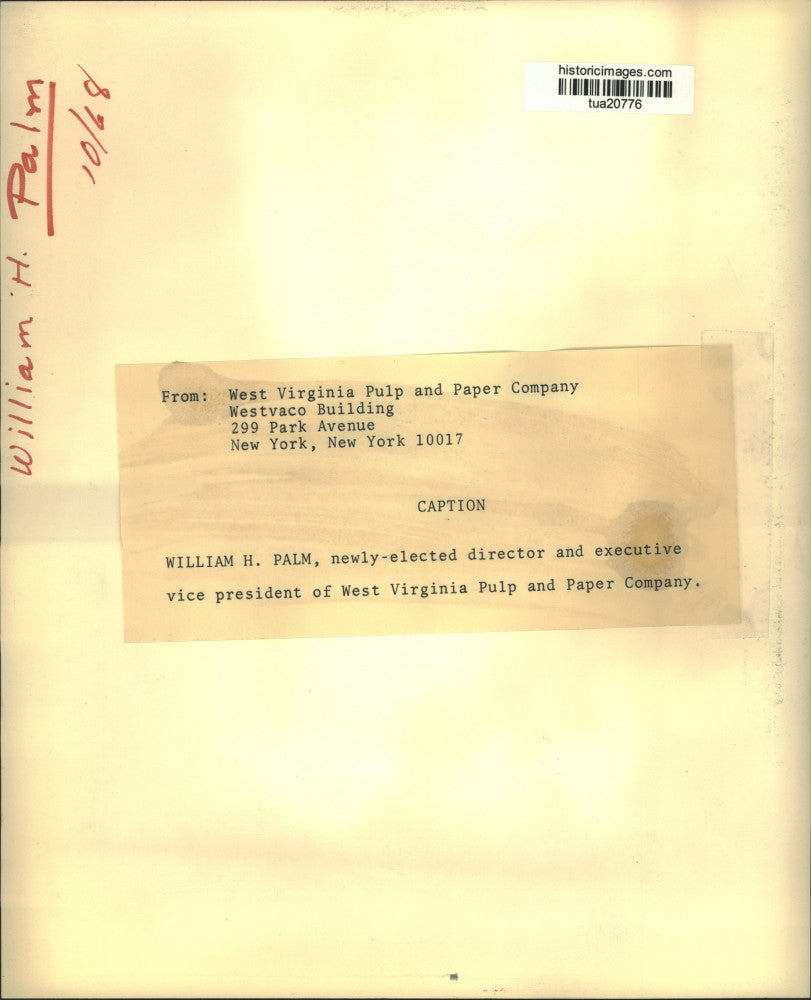 historicimages.com
tua20776
William H. Palm
10/68
From: West Virginia Pulp and Paper Company
Westvaco Building
299 Park Avenue
New York, New York 10017
CAPTION
WILLIAM H. PALM, newly-elected director and executive
vice president of West Virginia Pulp and Paper Company.